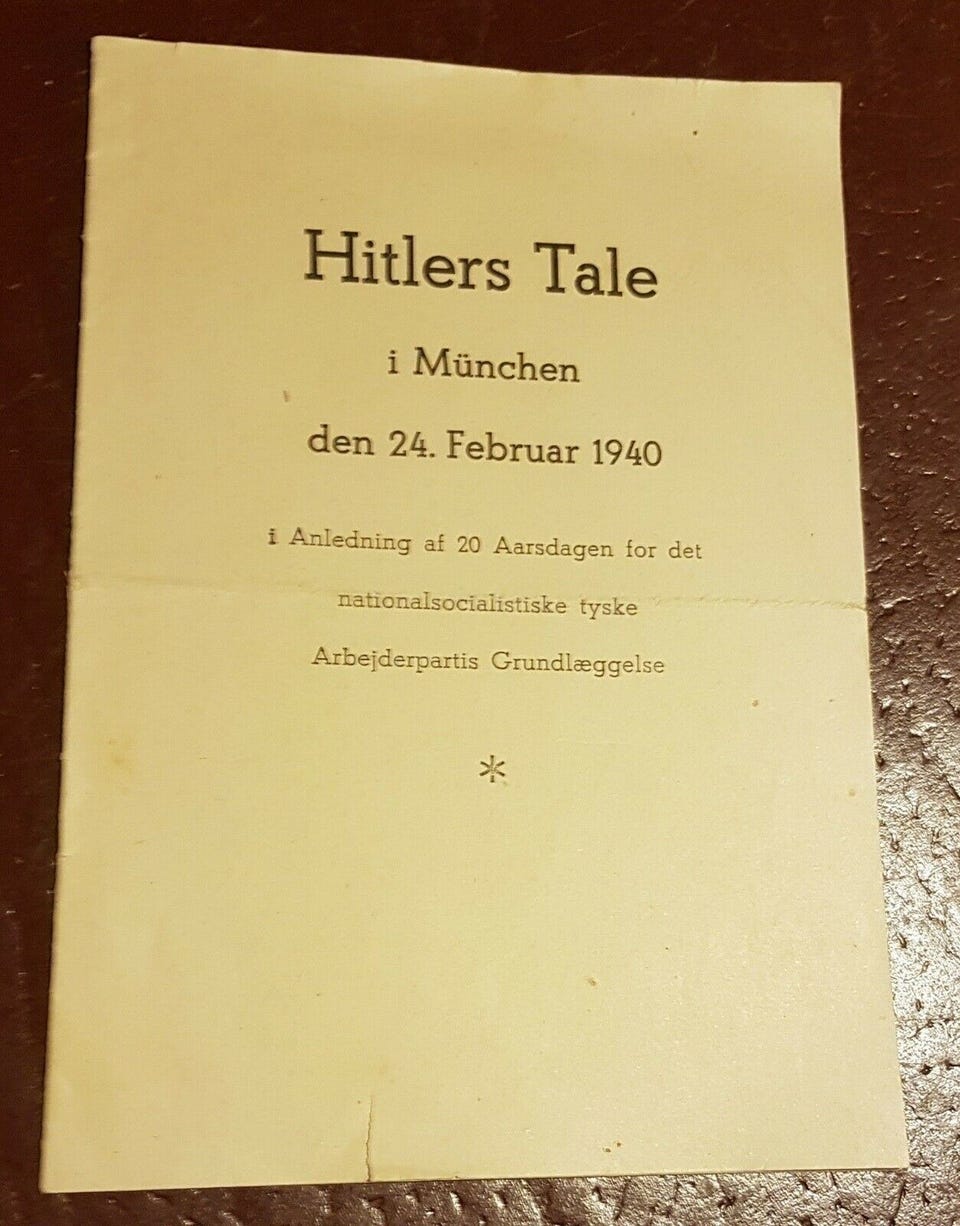 Hitlers Tale
i München
den 24. Februar 1940
i Anledning af 20 Aarsdagen for det
nationalsocialistiske tyske
Arbejderpartis Grundlæggelse
*